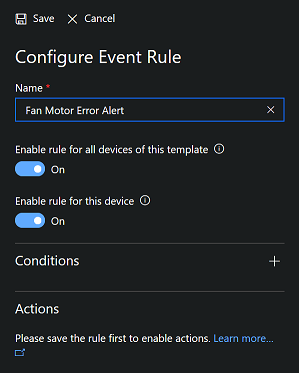 Save Cancel
Configure Event Rule
Name *
Fan Motor Error Alert
Enable rule for all devices of this template
On
Enable rule for this device
On
Conditions
Actions
Please save the rule first to enable actions. Learn more...